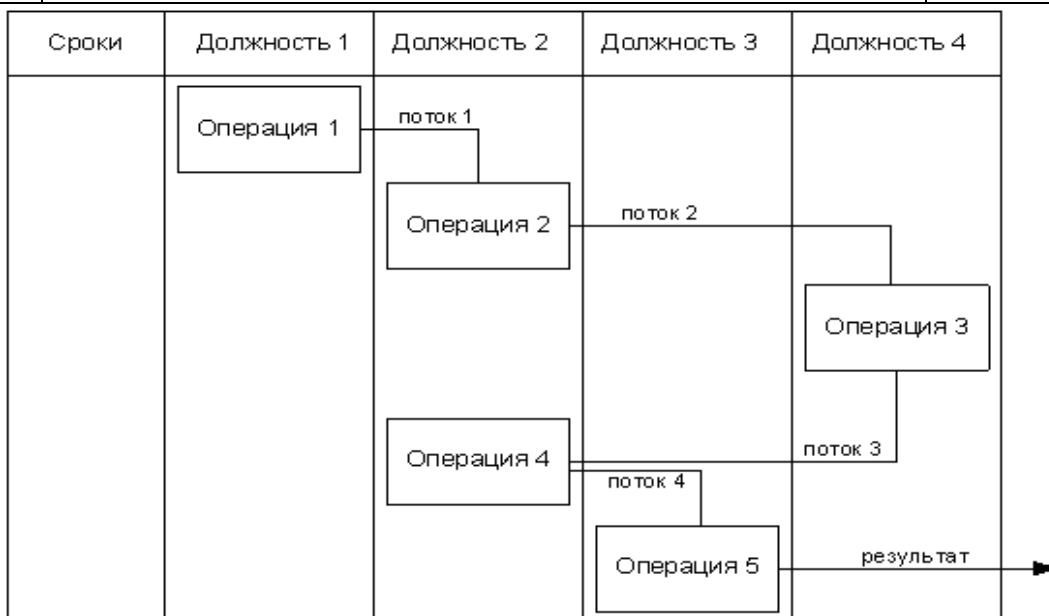 Сроки Должность 1 Должность 2 Должность 3 Должность 4
Операция 1
поток 1
Операция 2
поток 2
Операция 3
поток 3
Операция 4
поток 4
Операция 5
результат